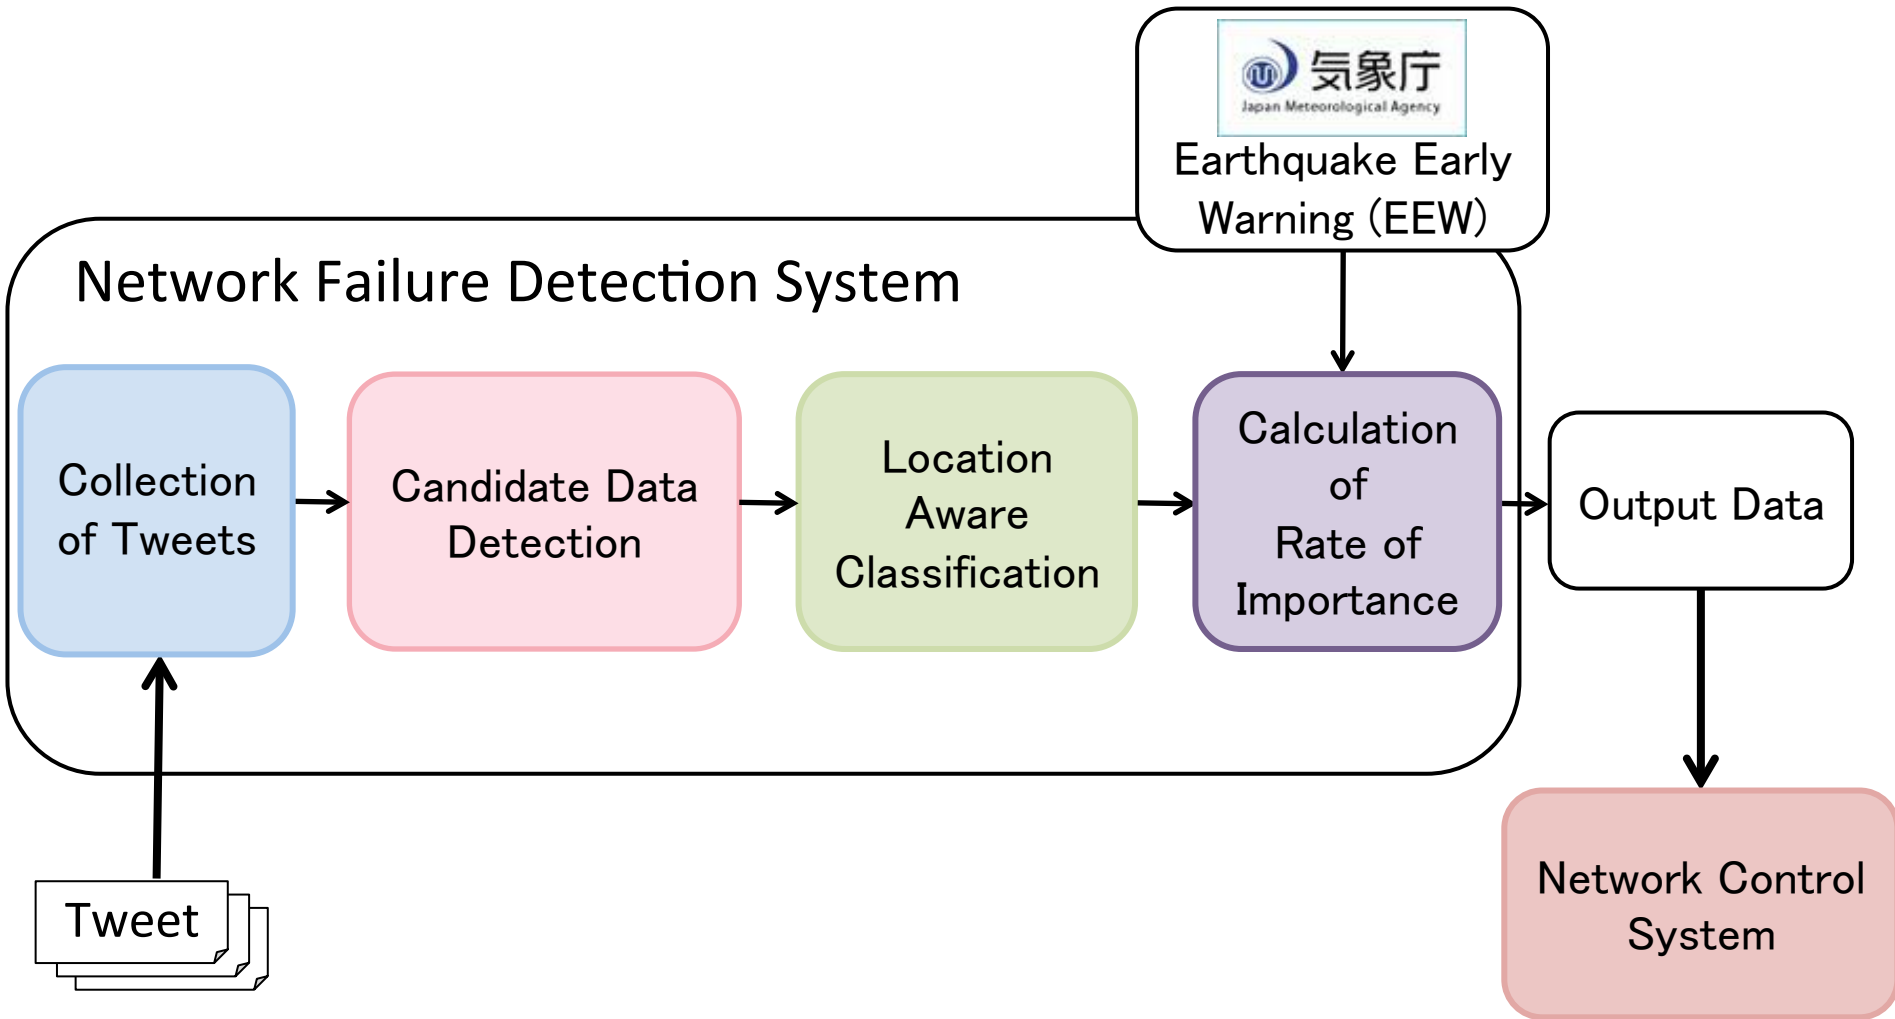 気象庁
Japan Meteorological Agency
Earthquake Early
Warning (EEW)
Network Failure Detection System
Collection
of Tweets
Candidate Data
Detection
Location
Aware
Classification
Calculation
of
Rate of
Importance
Output Data
Tweet
Network Control
System